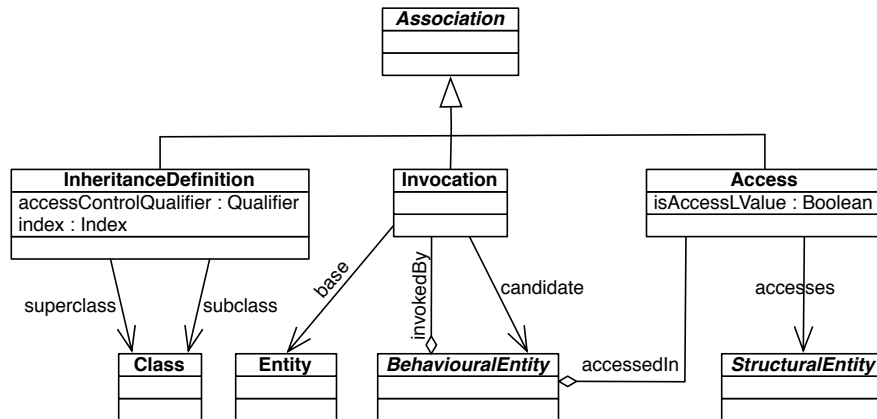 Association
InheritanceDefinition
accessControlQualifier : Qualifier
index : Index
Invocation
Access
isAccessLValue : Boolean
superclass
subclass
base
invokedBy
candidate
accesses
Class
Entity
BehaviouralEntity
accessedIn
StructuralEntity